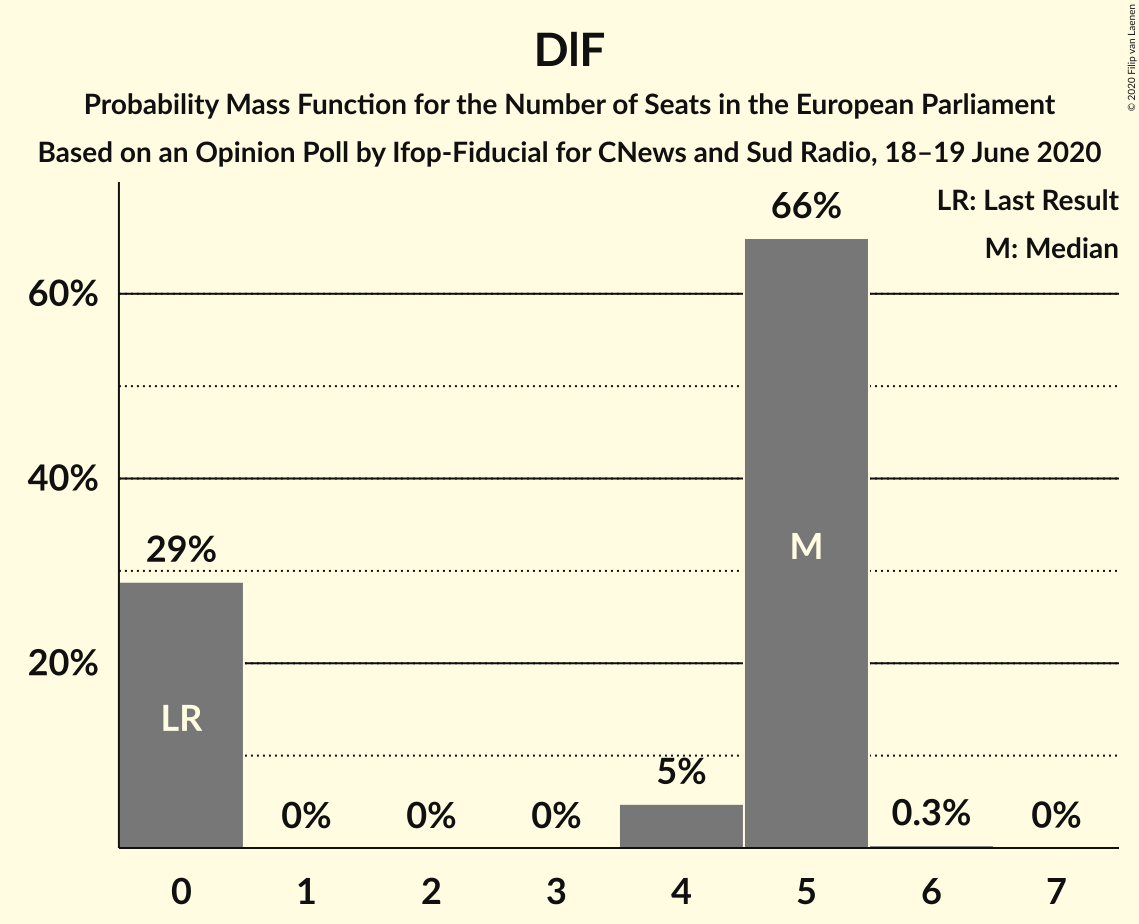 DIF
Probability Mass Function for the Number of Seats in the European Parliament
Based on an Opinion Poll by Ifop-Fiducial for CNews and Sud Radio, 18–19 June 2020
© 2020 Filip van Laenen
LR: Last Result
M: Median
66%
60%
40%
29%
M
20%
LR
5%
0%
0%
0%
0.3%
0%
0 1 2 3 4 5 6 7